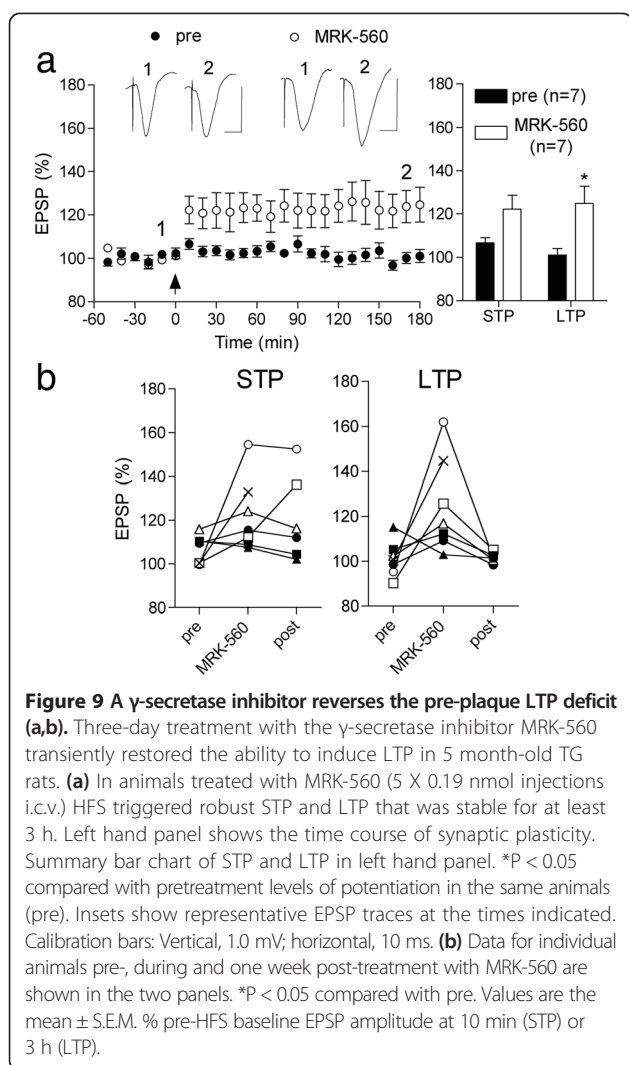 pre MRK-560
a
1 2 1 2
180
160
140
120
100
80
EPSP (%)
1
2
-60 -30 0 30 60 90 120 150 180
Time (min)
180
160
140
120
100
80
pre (n=7)
MRK-560
(n=7)
*
STP LTP
b
STP LTP
180
160
140
120
100
80
EPSP (%)
pre MRK-560 post
180
160
140
120
100
80
pre MRK-560 post
Figure 9 A γ-secretase inhibitor reverses the pre-plaque LTP deficit
(a,b). Three-day treatment with the γ-secretase inhibitor MRK-560
transiently restored the ability to induce LTP in 5 month-old TG
rats. (a) In animals treated with MRK-560 (5 X 0.19 nmol injections
i.c.v.) HFS triggered robust STP and LTP that was stable for at least
3 h. Left hand panel shows the time course of synaptic plasticity.
Summary bar chart of STP and LTP in left hand panel. *P < 0.05
compared with pretreatment levels of potentiation in the same animals
(pre). Insets show representative EPSP traces at the times indicated.
Calibration bars: Vertical, 1.0 mV; horizontal, 10 ms. (b) Data for individual
animals pre-, during and one week post-treatment with MRK-560 are
shown in the two panels. *P < 0.05 compared with pre. Values are the
mean ± S.E.M. % pre-HFS baseline EPSP amplitude at 10 min (STP) or
3 h (LTP).